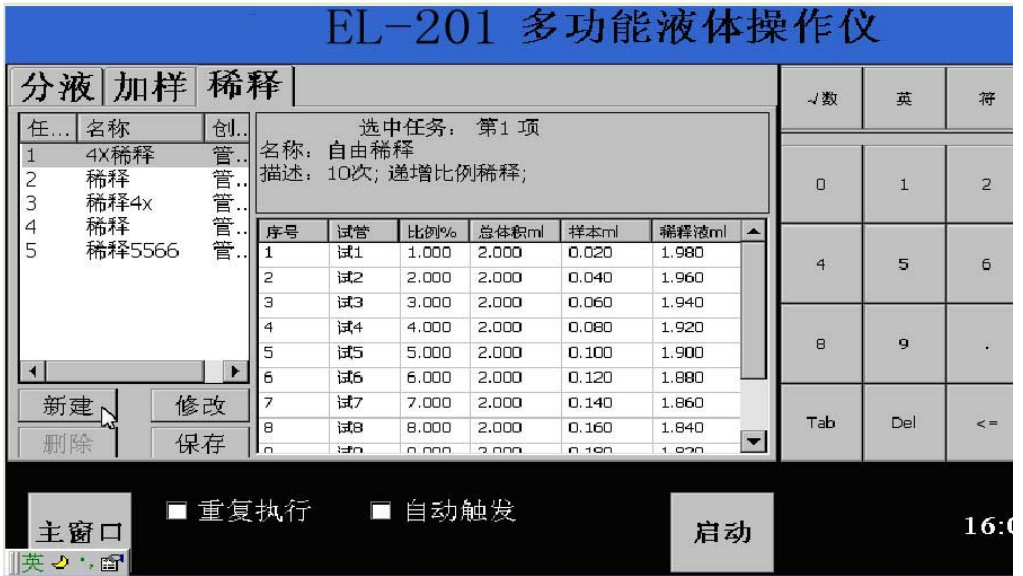 EL-201 多功能液体操作仪
分液 加样 稀释
任... 名称 创..
1 4X稀释 管..
2 稀释 管..
3 稀释4x 管..
4 稀释 管..
5 稀释5566 管..
新建 修改
删除 保存
选中任务: 第1 项
名称: 自由稀释
描述: 10次; 递增比例稀释;
序号 试管 比例% 总体积ml 样本ml 稀释液ml
1 试1 1.000 2.000 0.020 1.980
2 试2 2.000 2.000 0.040 1.960
3 试3 3.000 2.000 0.060 1.940
4 试4 4.000 2.000 0.080 1.920
5 试5 5.000 2.000 0.100 1.900
6 试6 6.000 2.000 0.120 1.880
7 试7 7.000 2.000 0.140 1.860
8 试8 8.000 2.000 0.160 1.840
√数 英 符
0 1 2
4 5 6
8 9 .
Tab Del <=
主窗口 重复执行 自动触发 启动
英